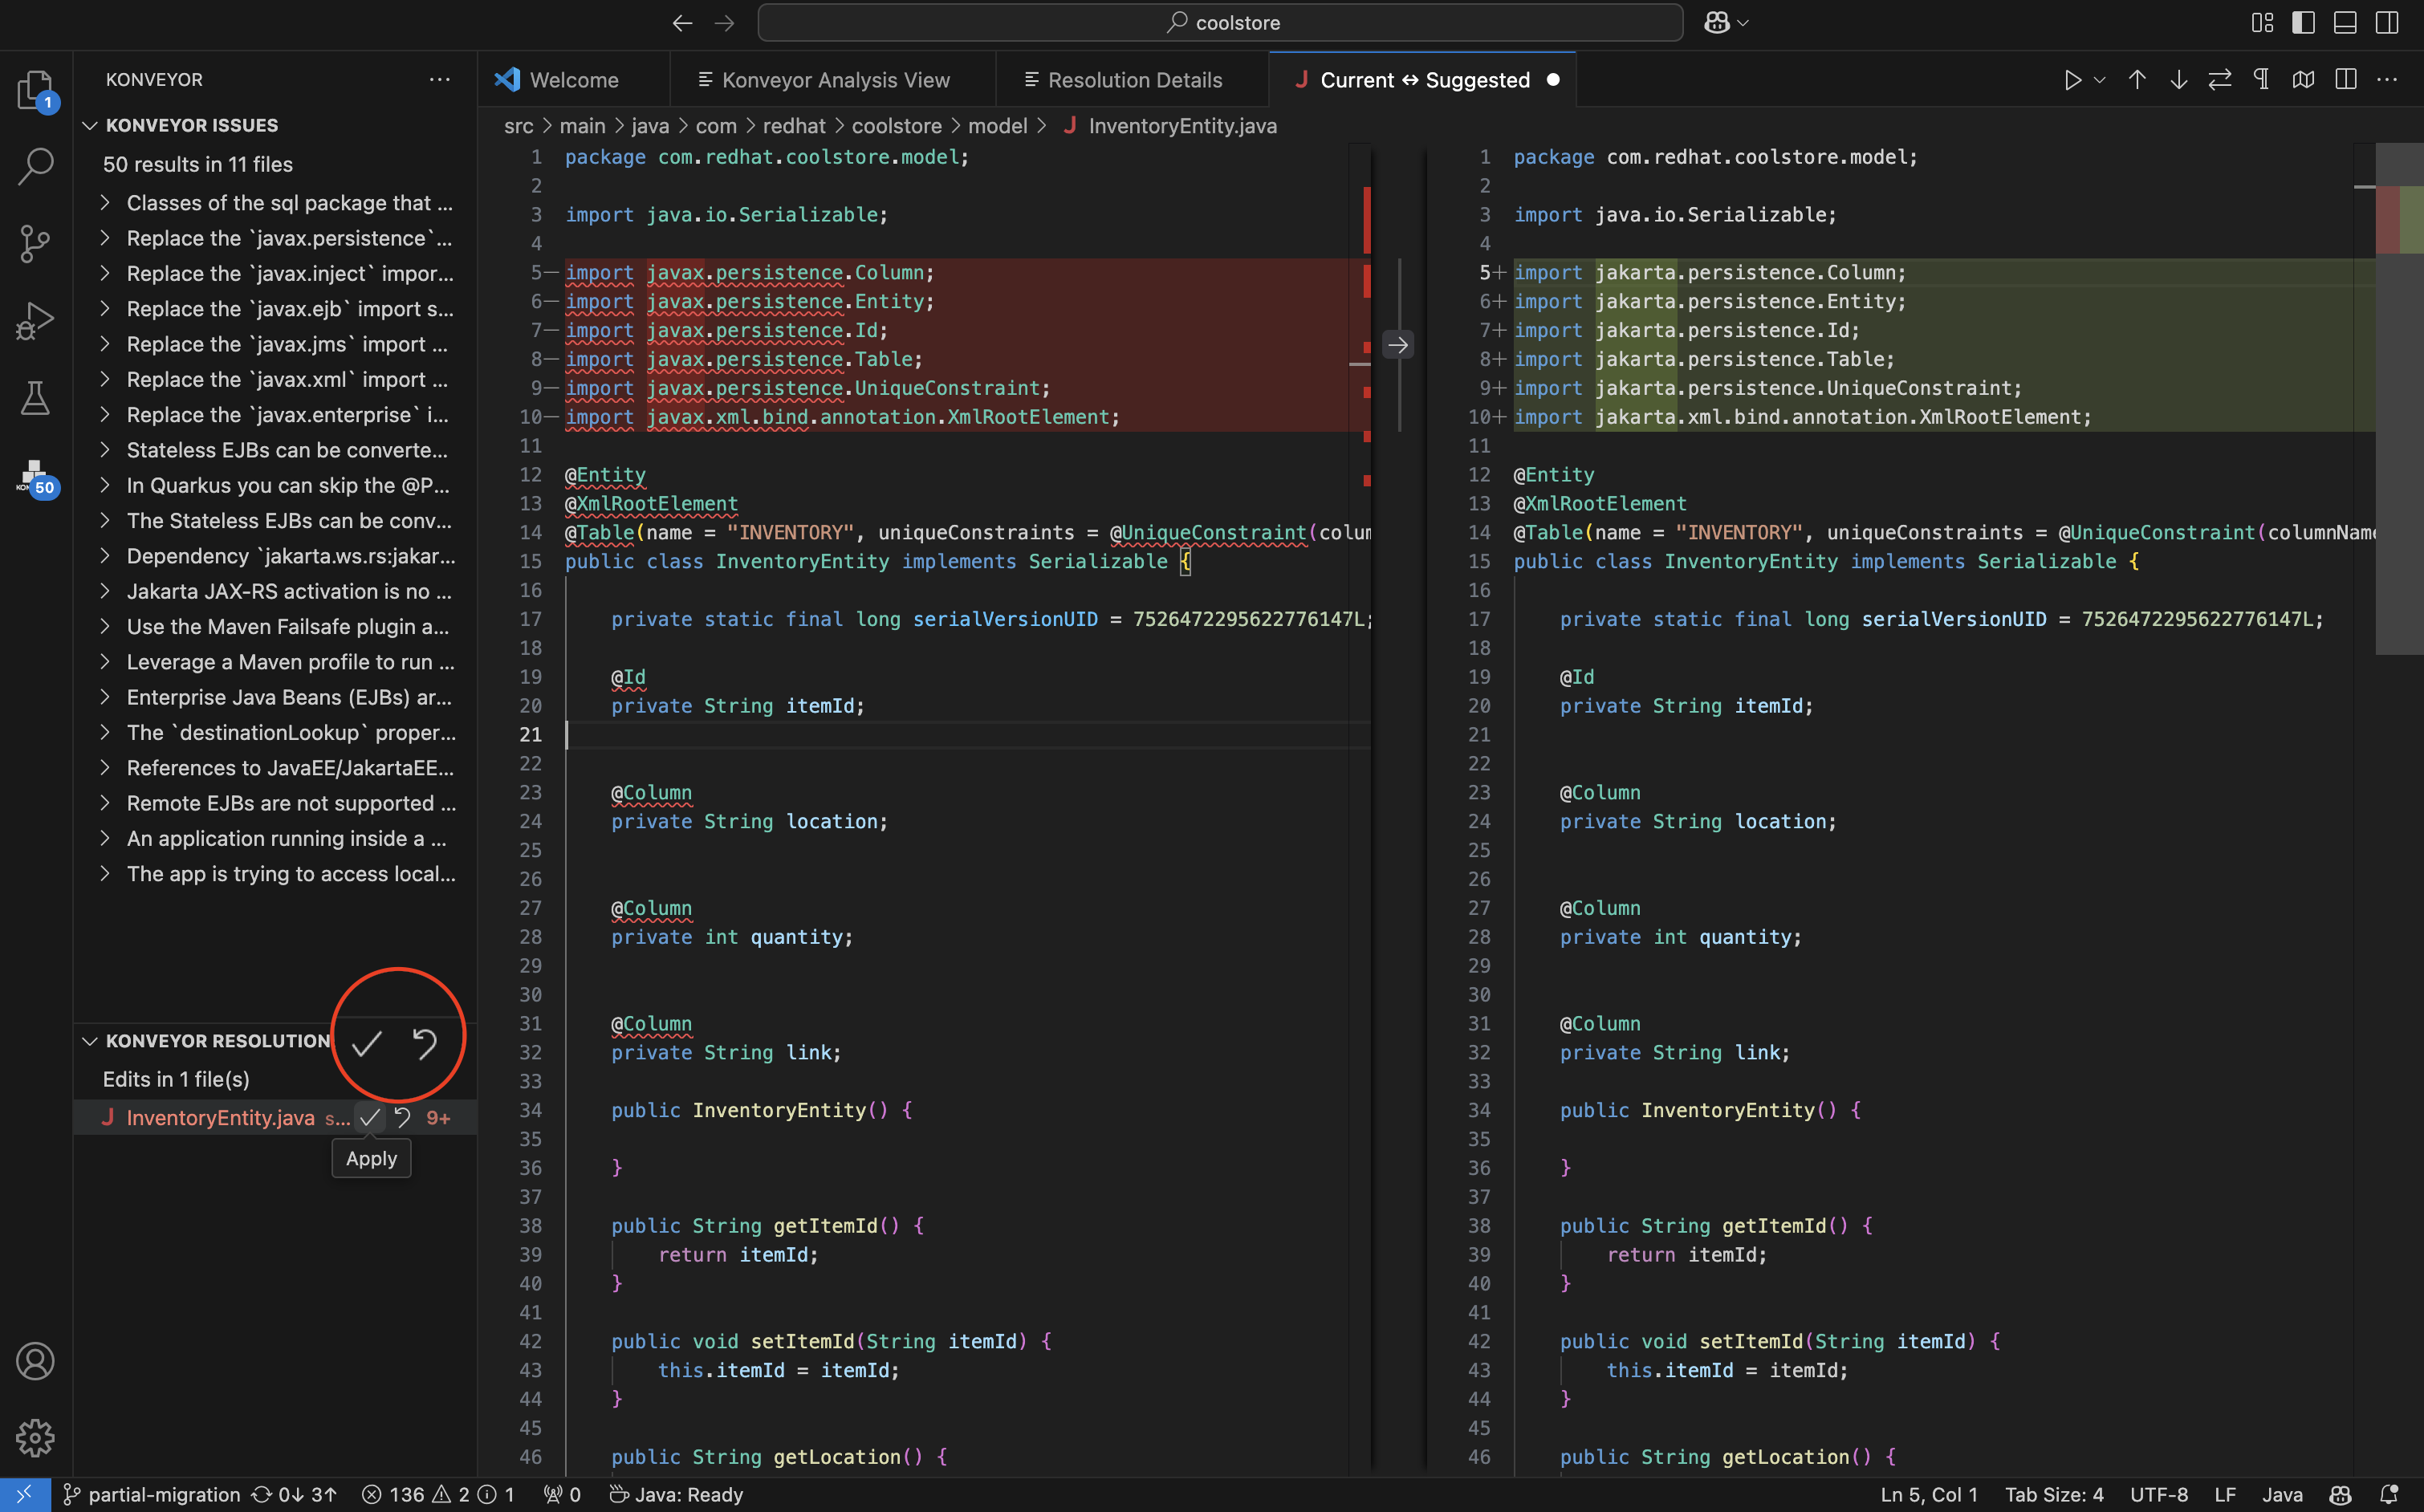 coolstore
KONVEYOR
Welcome
Konveyor Analysis View
Resolution Details
Current ↔ Suggested
1
KONVEYOR ISSUES
50 results in 11 files
Classes of the sql package that ...
Replace the `javax.persistence`...
Replace the `javax.inject` impor...
Replace the `javax.ejb` import s...
Replace the `javax.jms` import ...
Replace the `javax.xml` import ...
Replace the `javax.enterprise` i...
Stateless EJBs can be converte...
In Quarkus you can skip the @P...
The Stateless EJBs can be conv...
Dependency `jakarta.ws.rs:jakar...
Jakarta JAX-RS activation is no ...
Use the Maven Failsafe plugin a...
Leverage a Maven profile to run ...
Enterprise Java Beans (EJBs) ar...
The `destinationLookup` proper...
References to JavaEE/JakartaEE...
Remote EJBs are not supported ...
An application running inside a ...
The app is trying to access local...
50
KONVEYOR RESOLUTION
Edits in 1 file(s)
InventoryEntity.java s... 9+
Apply
src > main > java > com > redhat > coolstore > model > InventoryEntity.java
1 package com.redhat.coolstore.model;
2
3 import java.io.Serializable;
4
5— import javax.persistence.Column;
6— import javax.persistence.Entity;
7— import javax.persistence.Id;
8— import javax.persistence.Table;
9— import javax.persistence.UniqueConstraint;
10— import javax.xml.bind.annotation.XmlRootElement;
11
12 @Entity
13 @XmlRootElement
14 @Table(name = "INVENTORY", uniqueConstraints = @UniqueConstraint(colum
15 public class InventoryEntity implements Serializable {
16
17 private static final long serialVersionUID = 7526472295622776147L;
18
19 @Id
20 private String itemId;
21
22
23 @Column
24 private String location;
25
26
27 @Column
28 private int quantity;
29
30
31 @Column
32 private String link;
33
34 public InventoryEntity() {
35
36 }
37
38 public String getItemId() {
39 return itemId;
40 }
41
42 public void setItemId(String itemId) {
43 this.itemId = itemId;
44 }
45
46 public String getLocation() {
1 package com.redhat.coolstore.model;
2
3 import java.io.Serializable;
4
5+ import jakarta.persistence.Column;
6+ import jakarta.persistence.Entity;
7+ import jakarta.persistence.Id;
8+ import jakarta.persistence.Table;
9+ import jakarta.persistence.UniqueConstraint;
10+ import jakarta.xml.bind.annotation.XmlRootElement;
11
12 @Entity
13 @XmlRootElement
14 @Table(name = "INVENTORY", uniqueConstraints = @UniqueConstraint(columnName
15 public class InventoryEntity implements Serializable {
16
17 private static final long serialVersionUID = 7526472295622776147L;
18
19 @Id
20 private String itemId;
21
22
23 @Column
24 private String location;
25
26
27 @Column
28 private int quantity;
29
30
31 @Column
32 private String link;
33
34 public InventoryEntity() {
35
36 }
37
38 public String getItemId() {
39 return itemId;
40 }
41
42 public void setItemId(String itemId) {
43 this.itemId = itemId;
44 }
45
46 public String getLocation() {
partial-migration 0↓ 3↑ 136 2 1 0 Java: Ready
Ln 5, Col 1 Tab Size: 4 UTF-8 LF Java